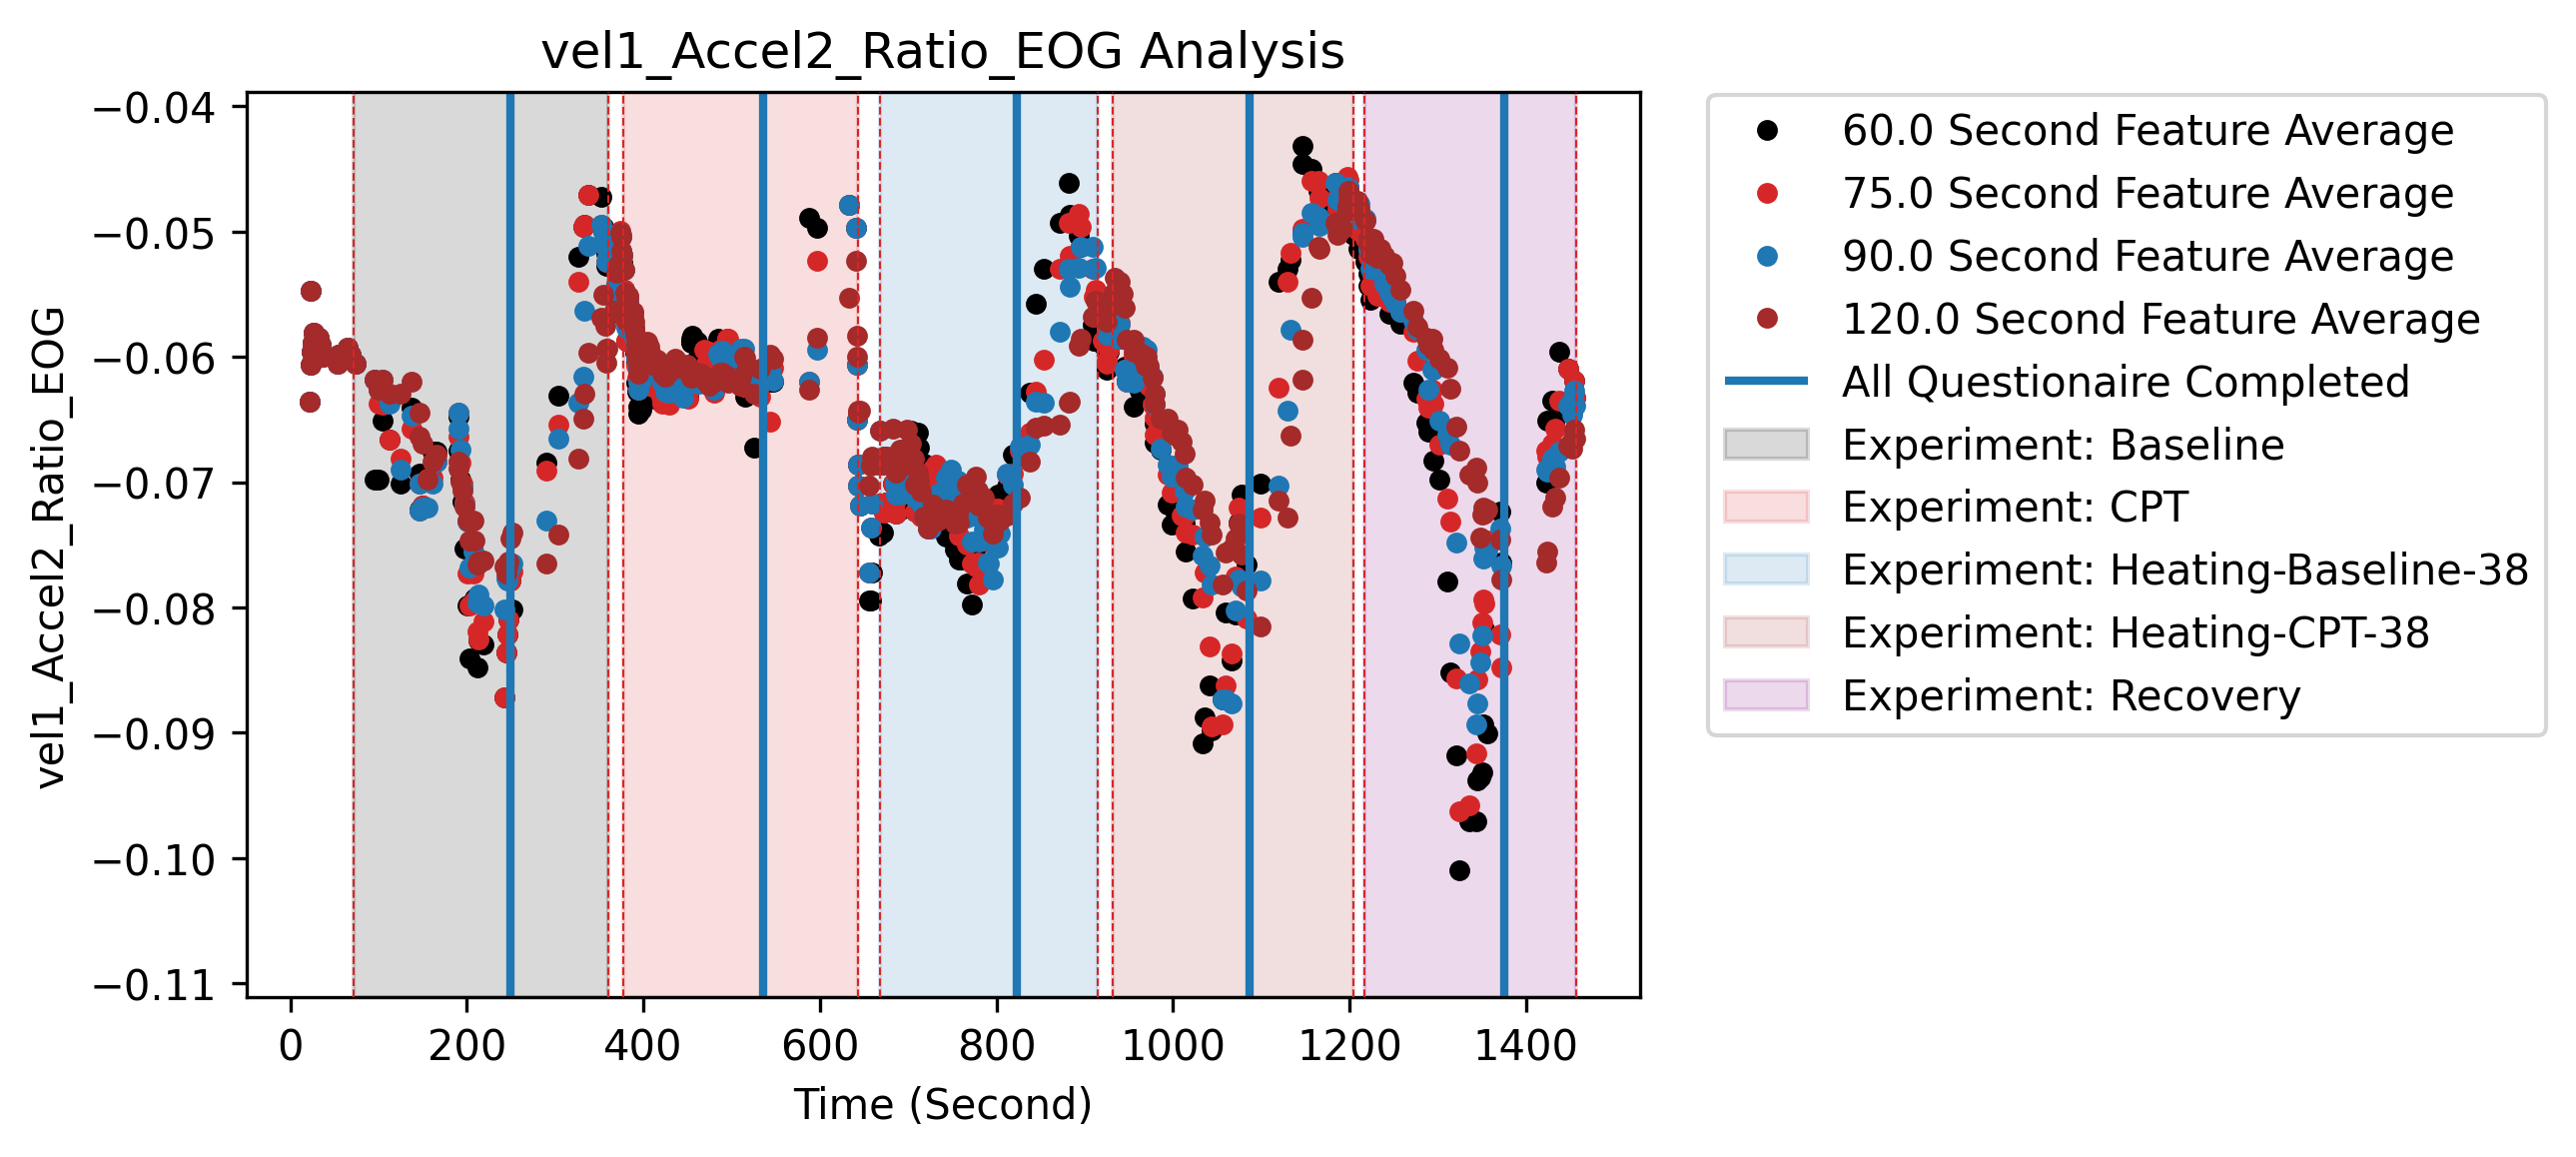 vel1_Accel2_Ratio_EOG Analysis
−0.04
−0.05
−0.06
−0.07
−0.08
−0.09
−0.10
−0.11
vel1_Accel2_Ratio_EOG
0 200 400 600 800 1000 1200 1400
Time (Second)
60.0 Second Feature Average
75.0 Second Feature Average
90.0 Second Feature Average
120.0 Second Feature Average
All Questionaire Completed
Experiment: Baseline
Experiment: CPT
Experiment: Heating-Baseline-38
Experiment: Heating-CPT-38
Experiment: Recovery